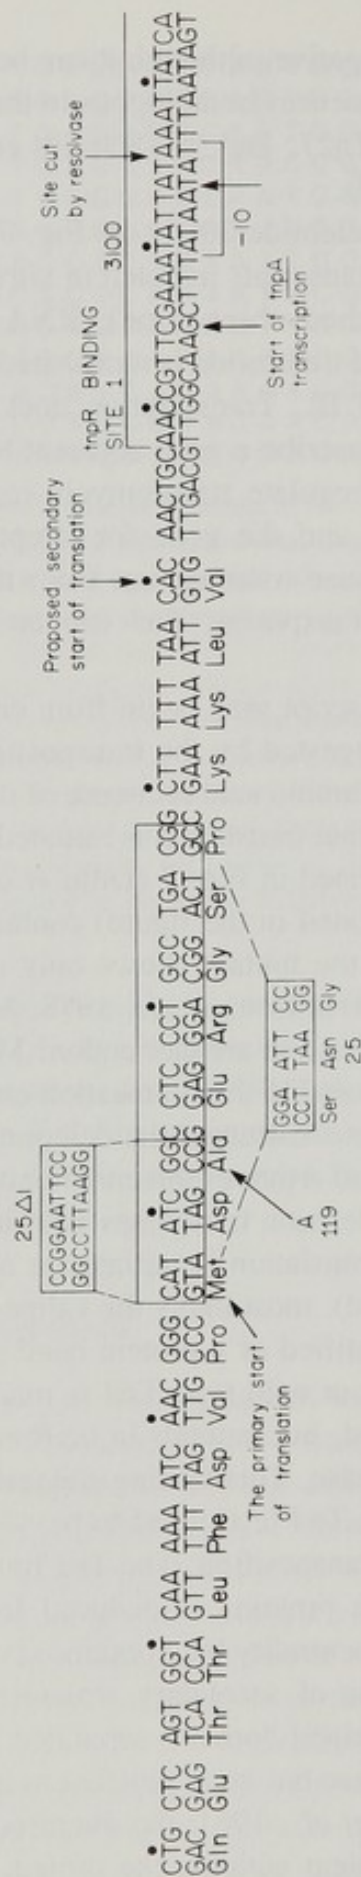 Site cut
by resolvase
tnpR BINDING
SITE 1 3100
Proposed secondary
start of translation
25Δ1
CCGGAATTCC
GGCCTTAAGG
CTG CTC AGT GGT CAA AAA ATC AAC GGG CAT ATC GGC CTC CCT GCC TGA CGG CTT TTT TAA CAC AACTGCAACCGTTCGAAATATTATAAATTATCA
GAC GAG TCA CCA GTT TTT TAG TTG CCC GTA TAG CCG GAG GGA CGG ACT GCC GAA AAA ATT GTG TTGACGTTGGCAAGCTTTATAATATTTAATAGT
Gln Glu Thr Thr Leu Phe Asp Val Pro Met Asp Ala Glu Arg Gly Ser Pro Lys Lys Leu Val
-10
Start of tnpA
transcription
The primary start
of translation
A
119
GGA ATT CC
CCT TAA GG
Ser Asn Gly
25